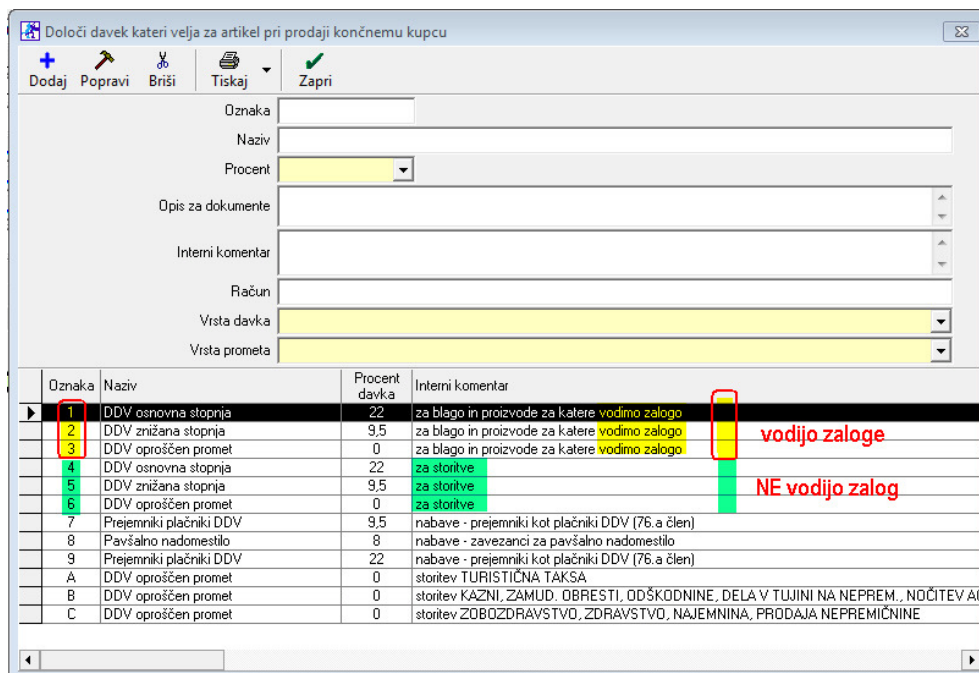 Določi davek kateri velja za artikel pri prodaji končnemu kupcu
Dodaj Popravi Briši Tiskaj Zapri
Oznaka
Naziv
Procent
Opis za dokumente
Interni komentar
Račun
Vrsta davka
Vrsta prometa
Oznaka Naziv Procent davka Interni komentar
1 DDV osnovna stopnja 22 za blago in proizvode za katere vodimo zalogo
2 DDV znižana stopnja 9,5 za blago in proizvode za katere vodimo zalogo vodijo zaloge
3 DDV oproščen promet 0 za blago in proizvode za katere vodimo zalogo
4 DDV osnovna stopnja 22 za storitve
5 DDV znižana stopnja 9,5 za storitve NE vodijo zalog
6 DDV oproščen promet 0 za storitve
7 Prejemniki plačniki DDV 9,5 nabave - prejemniki kot plačniki DDV (76.a člen)
8 Pavšalno nadomestilo 8 nabave - zavezanci za pavšalno nadomestilo
9 Prejemniki plačniki DDV 22 nabave - prejemniki kot plačniki DDV (76.a člen)
A DDV oproščen promet 0 storitev TURISTIČNA TAKSA
B DDV oproščen promet 0 storitev KAZNI, ZAMUD. OBRESTI, ODŠKODNINE, DELA V TUJINI NA NEPREM., NOČITEV
C DDV oproščen promet 0 storitev ZOBOZDRAVSTVO, ZDRAVSTVO, NAJEMNINA, PRODAJA NEPREMIČNINE